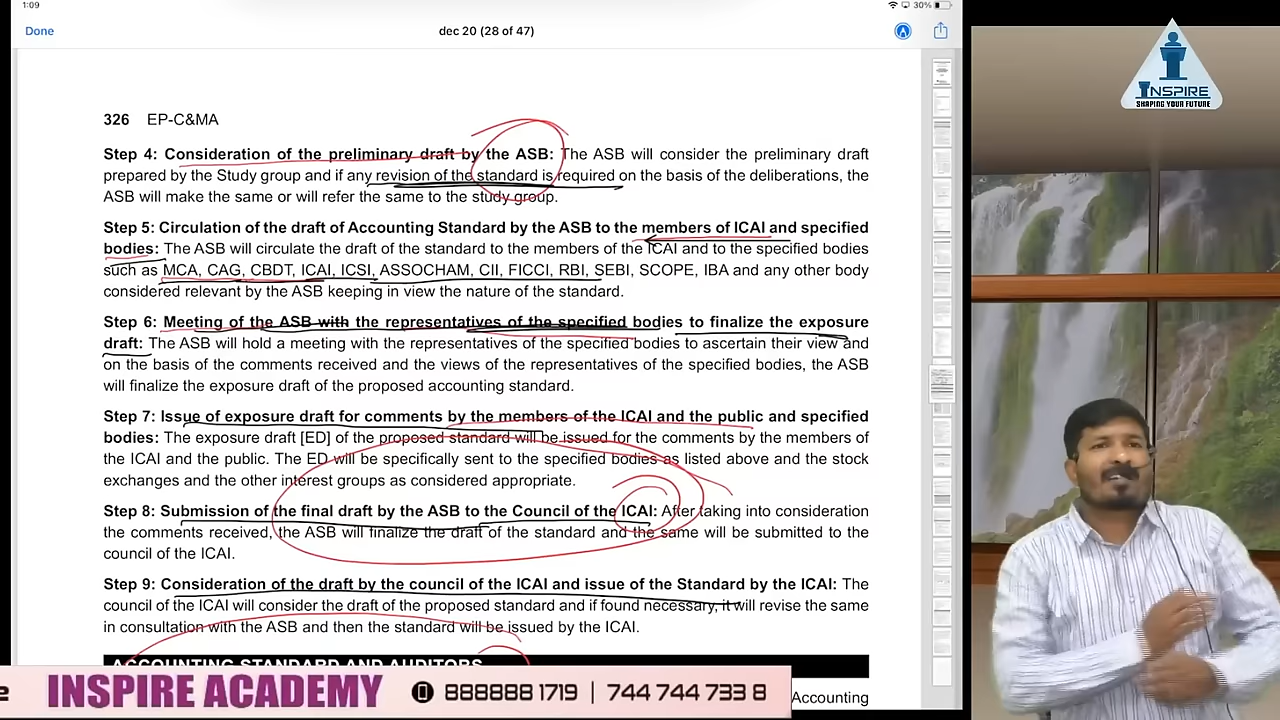 1:09
30%
Done
dec 20 (28 of 47)
INSPIRE
SHAPING YOUR FUTURE
326 EP-C&MA
Step 4: Consideration of the preliminary draft by the ASB: The ASB will consider the preliminary draft
prepared by the Study group and if any revision of the standard is required on the basis of the deliberations, the
ASB will make the same or will refer the same to the study group.
Step 5: Circulation of the draft of Accounting Standard by the ASB to the members of ICAI and specified
bodies: The ASB will circulate the draft of the standard to the members of the ICAI and to the specified bodies
such as MCA, CAG, CBDT, ICAI, ICSI, ASSOCHAM, CII, FICCI, RBI, SEBI, SCOPE, IBA and any other body
considered relevant by the ASB keeping in view the nature of the standard.
Step 6: Meeting of the ASB with the representatives of the specified bodies to finalize the exposure
draft: The ASB will hold a meeting with the representatives of the specified bodies to ascertain their view and
on the basis of the comments received and the views of the representatives of the specified bodies, the ASB
will finalize the exposure draft of the proposed accounting standard.
Step 7: Issue of exposure draft for comments by the members of the ICAI and the public and specified
bodies: The exposure draft [ED] of the proposed standard will be issued for the comments by the members of
the ICAI and the public. The ED will be specifically sent to the specified bodies as listed above and the stock
exchanges and the other interest groups as considered appropriate.
Step 8: Submission of the final draft by the ASB to the Council of the ICAI: After taking into consideration
the comments received, the ASB will finalize the draft of the standard and the same will be submitted to the
council of the ICAI.
Step 9: Consideration of the draft by the council of the ICAI and issue of the Standard by the ICAI: The
council of the ICAI will consider the draft of the proposed standard and if found necessary, it will revise the same
in consultation with the ASB and then the standard will be issued by the ICAI.
ACCOUNTING STANDARD AND AUDITORS
Accounting
INSPIRE ACADEMY 888888 1719 | 744 744 733 8